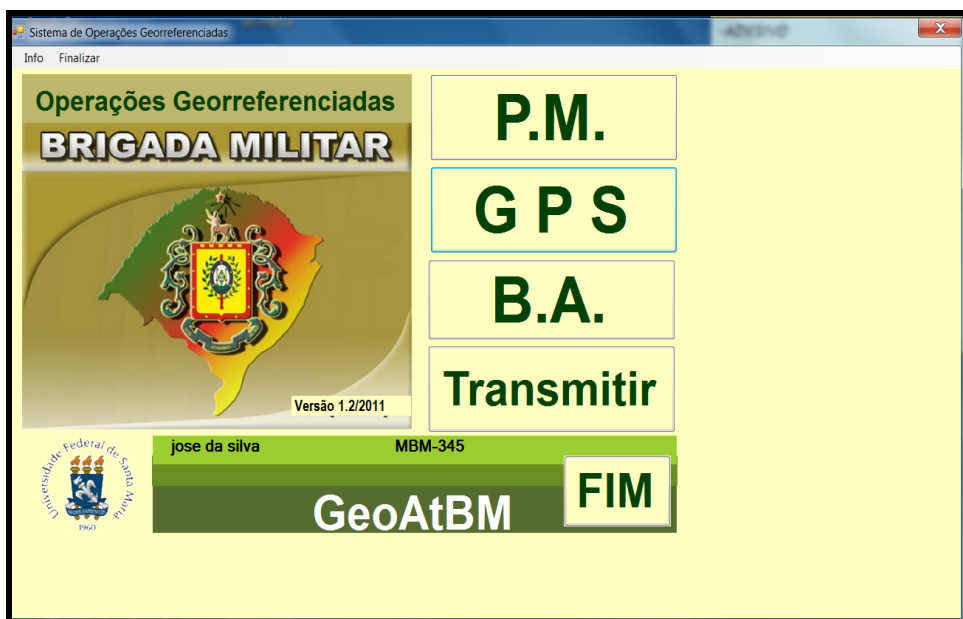 Sistema de Operações Georreferenciadas
-ADESIVO
Info Finalizar
Operações Georreferenciadas
BRIGADA MILITAR
Versão 1.2/2011
P.M.
G P S
B.A.
Transmitir
jose da silva MBM-345
GeoAtBM
FIM
Universidade Federal de Santa Maria
1960